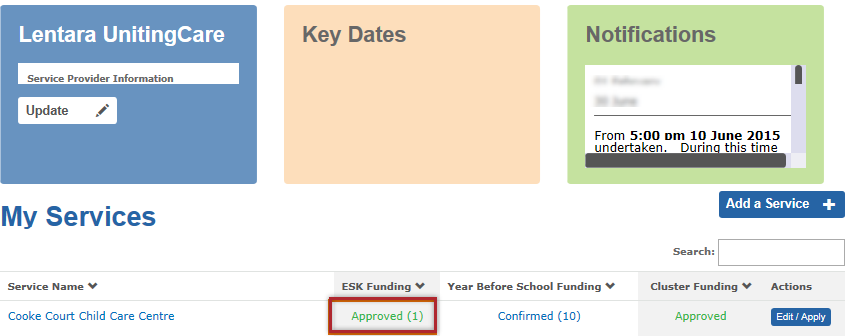 Lentara UnitingCare
Service Provider Information
Update
Key Dates
Notifications
30 June
From 5:00 pm 10 June 2015
undertaken. During this time
My Services
Add a Service
Search:
Service Name ESK Funding Year Before School Funding Cluster Funding Actions
Cooke Court Child Care Centre Approved (1) Confirmed (10) Approved Edit / Apply